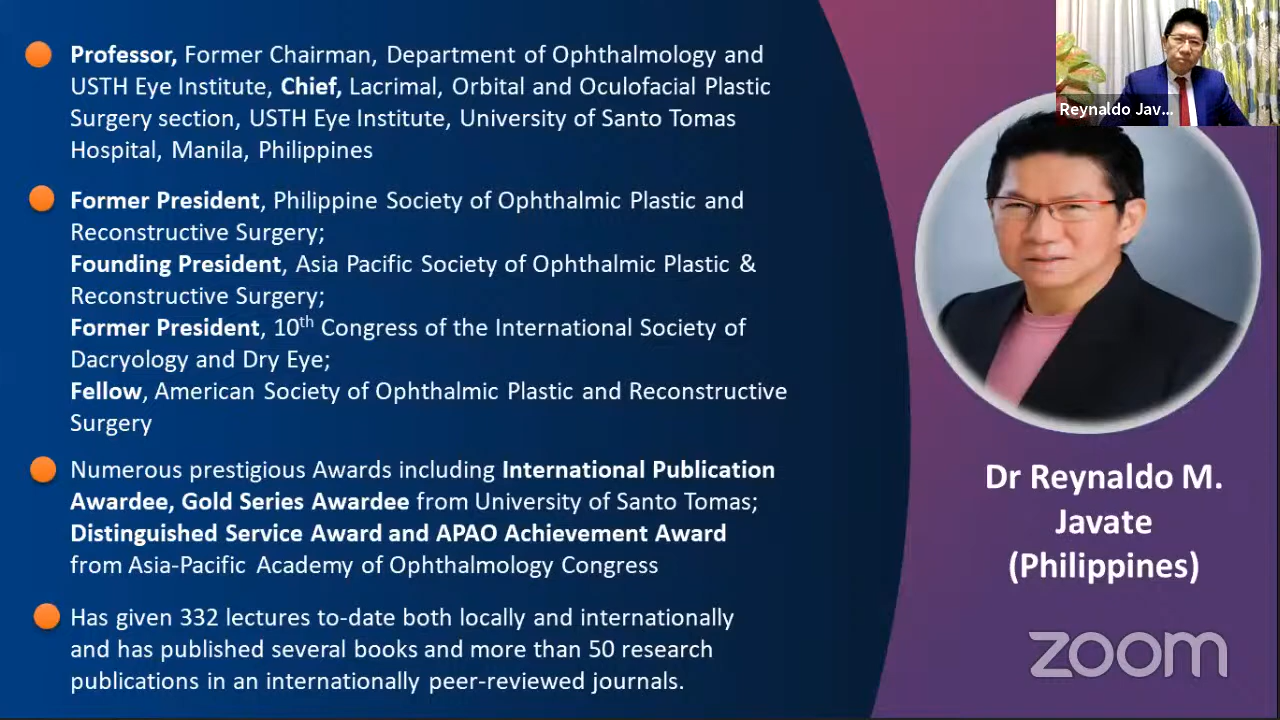 Professor, Former Chairman, Department of Ophthalmology and
USTH Eye Institute, Chief, Lacrimal, Orbital and Oculofacial Plastic
Surgery section, USTH Eye Institute, University of Santo Tomas
Hospital, Manila, Philippines
Former President, Philippine Society of Ophthalmic Plastic and
Reconstructive Surgery;
Founding President, Asia Pacific Society of Ophthalmic Plastic &
Reconstructive Surgery;
Former President, 10th Congress of the International Society of
Dacryology and Dry Eye;
Fellow, American Society of Ophthalmic Plastic and Reconstructive
Surgery
Numerous prestigious Awards including International Publication
Awardee, Gold Series Awardee from University of Santo Tomas;
Distinguished Service Award and APAO Achievement Award
from Asia-Pacific Academy of Ophthalmology Congress
Has given 332 lectures to-date both locally and internationally
and has published several books and more than 50 research
publications in an internationally peer-reviewed journals.
Reynaldo Jav...
Dr Reynaldo M.
Javate
(Philippines)
zoom